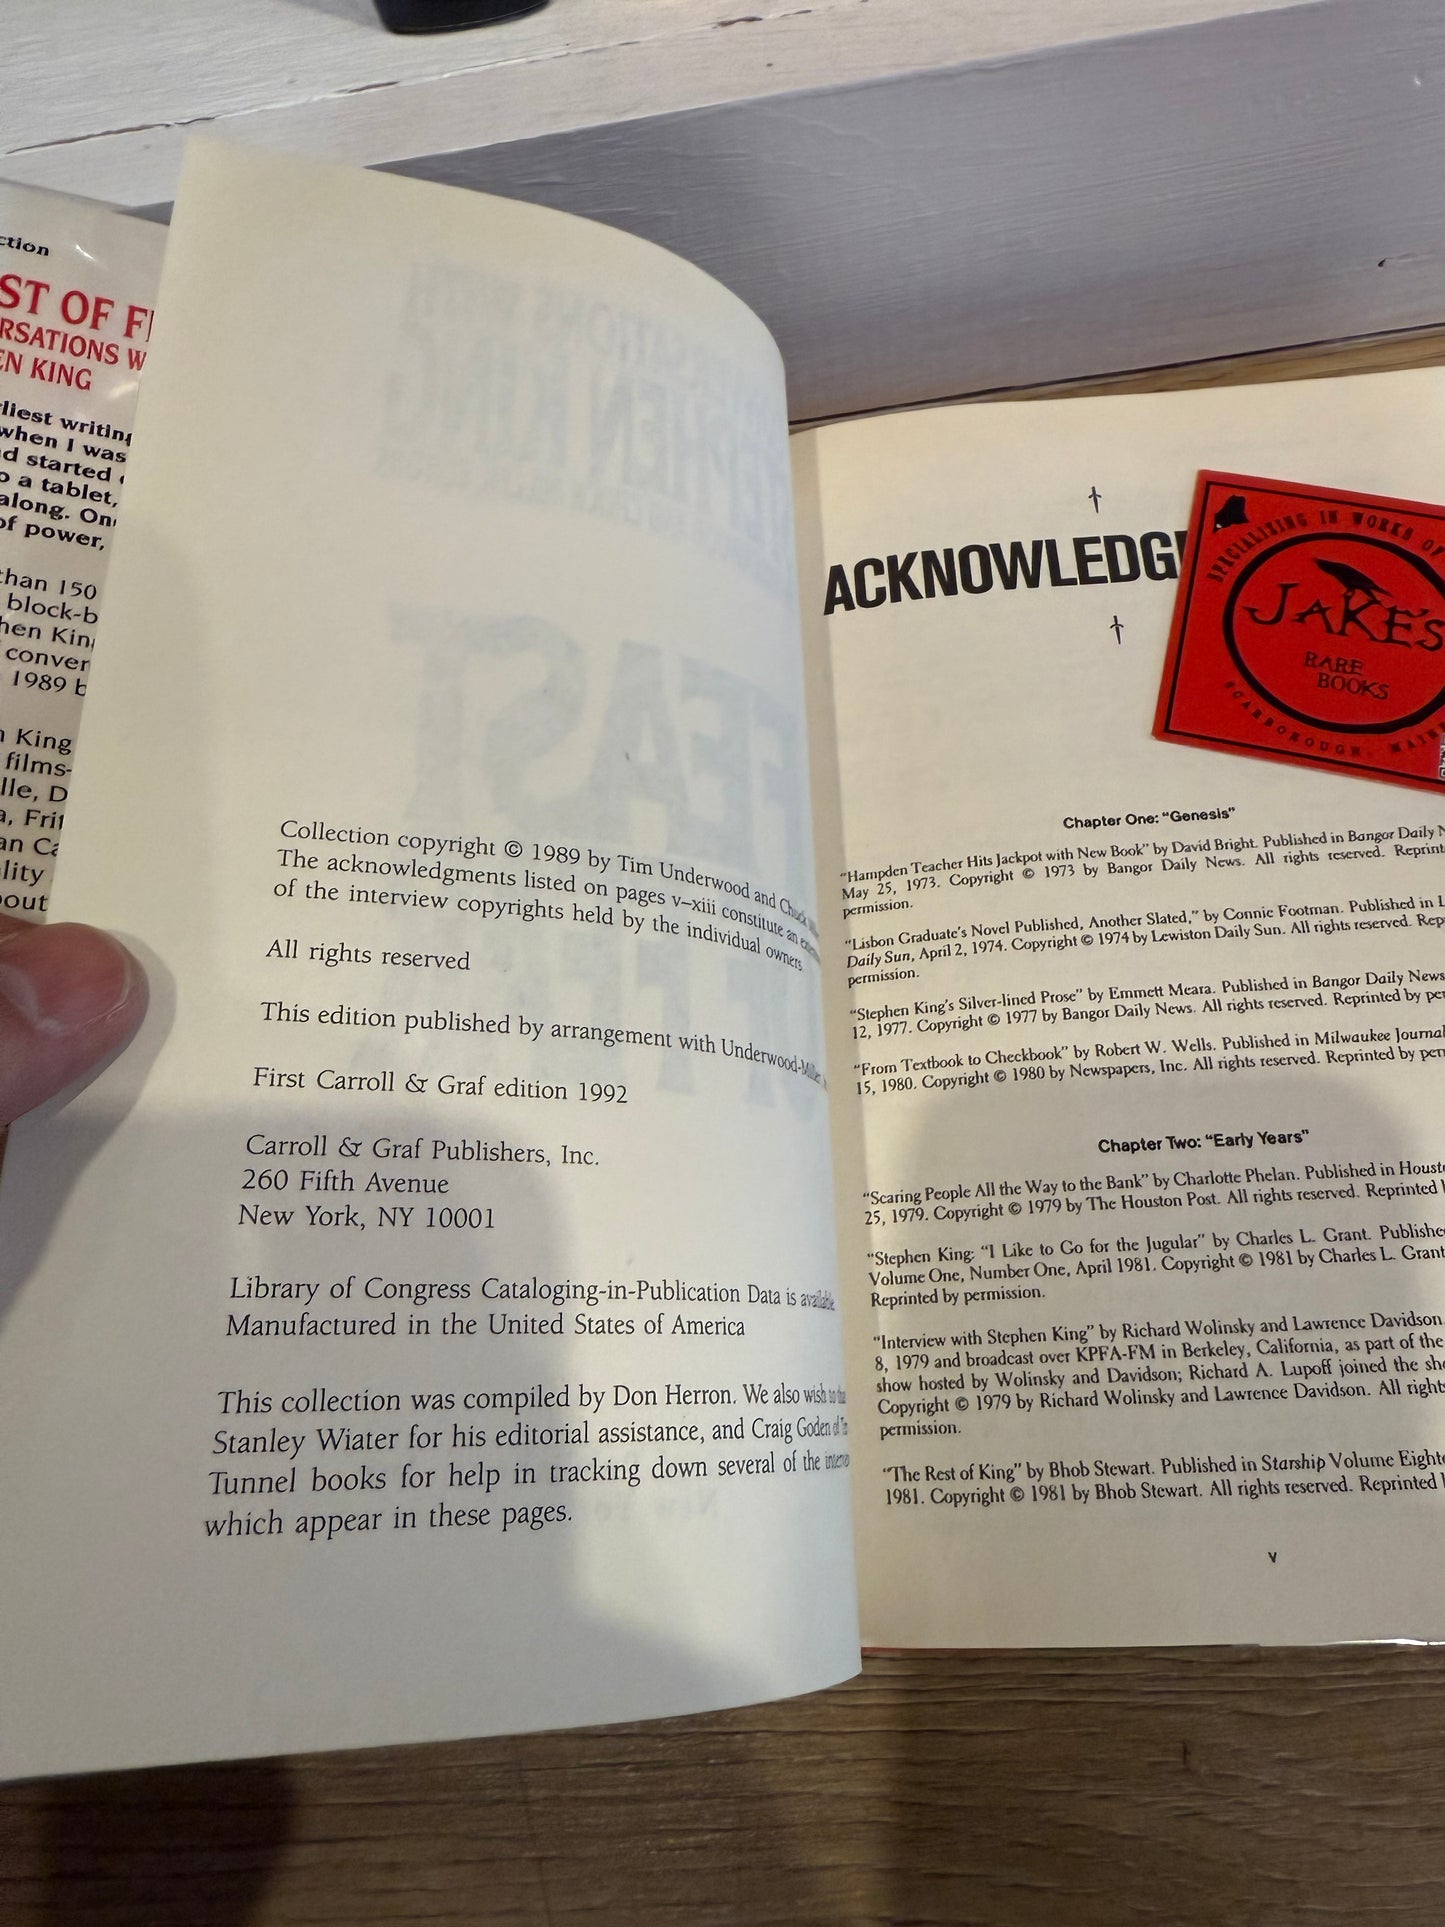 ction
ST OF F
RSATIONS W
EN KING
rliest writing
when I was
d started
o a tablet,
along. On
of power,
than 150
block-b
hen King
conver
1989 b
n King
films-
lle, D
a, Frit
an Ca
lity
bout
Collection copyright © 1989 by Tim Underwood and Chuck
The acknowledgments listed on pages v–xiii constitute an
of the interview copyrights held by the individual owners.
All rights reserved
This edition published by arrangement with Underwood-Miller
First Carroll & Graf edition 1992
Carroll & Graf Publishers, Inc.
260 Fifth Avenue
New York, NY 10001
Library of Congress Cataloging-in-Publication Data is available
Manufactured in the United States of America
This collection was compiled by Don Herron. We also wish to
Stanley Wiater for his editorial assistance, and Craig Goden of
Tunnel books for help in tracking down several of the
which appear in these pages.
ACKNOWLEDG
SPECIALIZING IN WORKS OF
JAKE'S
RARE
BOOKS
SCARBOROUGH, MAINE
Chapter One: “Genesis”
“Hampden Teacher Hits Jackpot with New Book” by David Bright. Published in Bangor Daily N
May 25, 1973. Copyright © 1973 by Bangor Daily News. All rights reserved. Reprint
permission.
“Lisbon Graduate's Novel Published, Another Slated,” by Connie Footman. Published in L
Daily Sun, April 2, 1974. Copyright © 1974 by Lewiston Daily Sun. All rights reserved. Rep
permission.
“Stephen King's Silver-lined Prose” by Emmett Meara. Published in Bangor Daily News
12, 1977. Copyright © 1977 by Bangor Daily News. All rights reserved. Reprinted by per
“From Textbook to Checkbook” by Robert W. Wells. Published in Milwaukee Journal
15, 1980. Copyright © 1980 by Newspapers, Inc. All rights reserved. Reprinted by per
Chapter Two: “Early Years”
“Scaring People All the Way to the Bank” by Charlotte Phelan. Published in Housto
25, 1979. Copyright © 1979 by The Houston Post. All rights reserved. Reprinted
“Stephen King: “I Like to Go for the Jugular” by Charles L. Grant. Publishe
Volume One, Number One, April 1981. Copyright © 1981 by Charles L. Grant
Reprinted by permission.
“Interview with Stephen King” by Richard Wolinsky and Lawrence Davidson
8, 1979 and broadcast over KPFA-FM in Berkeley, California, as part of the
show hosted by Wolinsky and Davidson; Richard A. Lupoff joined the sh
Copyright © 1979 by Richard Wolinsky and Lawrence Davidson. All right
permission.
“The Rest of King” by Bhob Stewart. Published in Starship Volume Eighte
1981. Copyright © 1981 by Bhob Stewart. All rights reserved. Reprinted
v